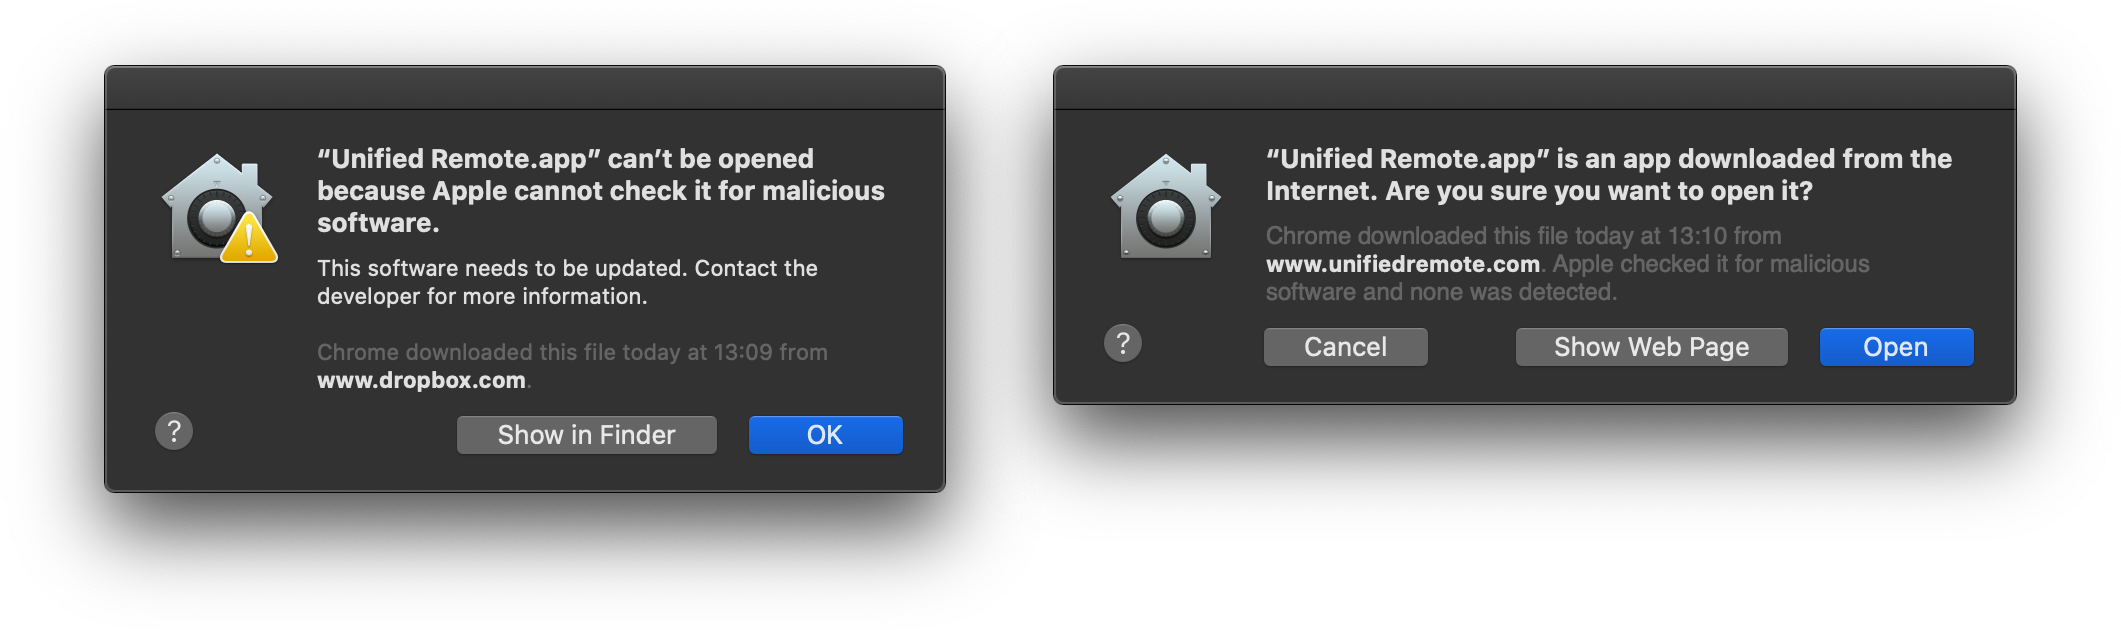 “Unified Remote.app” can’t be opened
because Apple cannot check it for malicious
software.
This software needs to be updated. Contact the
developer for more information.
Chrome downloaded this file today at 13:09 from
www.dropbox.com.
?
Show in Finder
OK
“Unified Remote.app” is an app downloaded from the
Internet. Are you sure you want to open it?
Chrome downloaded this file today at 13:10 from
www.unifiedremote.com. Apple checked it for malicious
software and none was detected.
?
Cancel
Show Web Page
Open